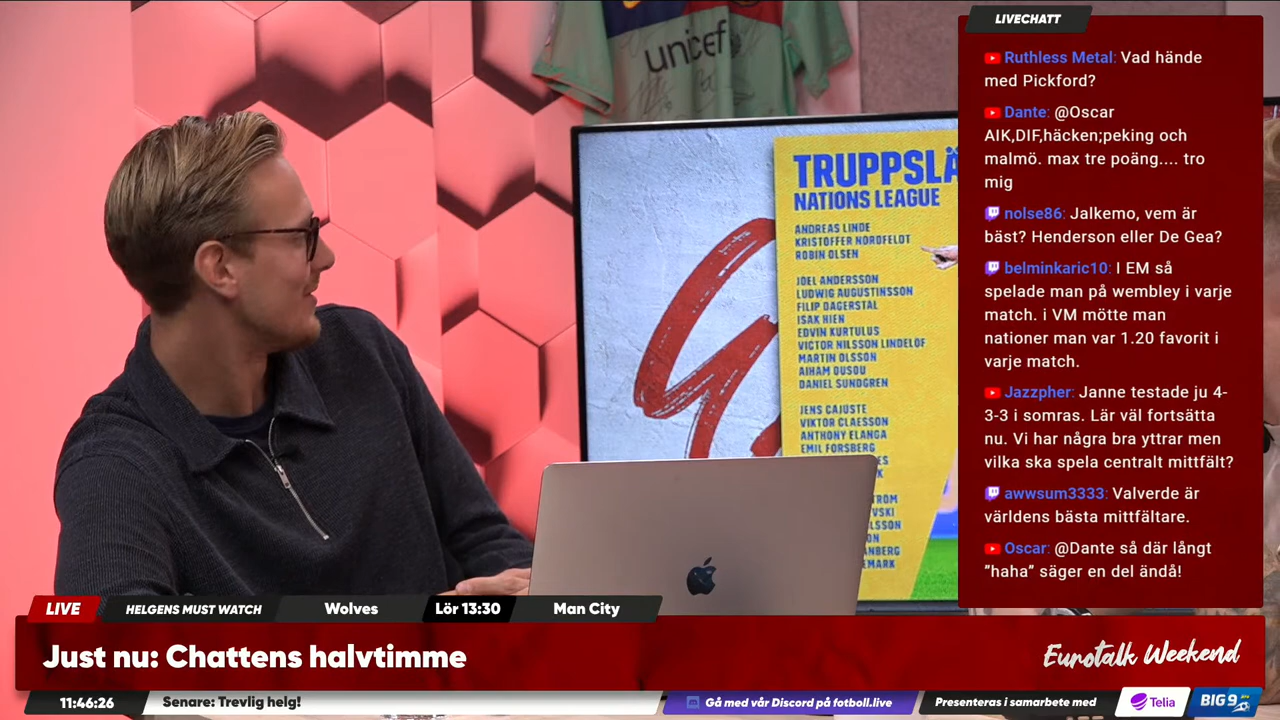 unicef
TRUPPSLÄ
NATIONS LEAGUE
ANDREAS LINDE
KRISTOFFER NORDFELDT
ROBIN OLSEN
JOEL ANDERSSON
LUDWIG AUGUSTINSSON
FILIP DAGERSTAL
ISAK HIEN
EDVIN KURTULUS
VICTOR NILSSON LINDELÖF
MARTIN OLSSON
AIHAM OUSOU
DANIEL SUNDGREN
JENS CAJUSTE
VIKTOR CLAESSON
ANTHONY ELANGA
EMIL FORSBERG
LIVECHATT
Ruthless Metal: Vad hände
med Pickford?
Dante: @Oscar
AIK,DIF,häcken;peking och
malmö. max tre poäng.... tro
mig
nolse86: Jalkemo, vem är
bäst? Henderson eller De Gea?
belminkaric10: I EM så
spelade man på wembley i varje
match. i VM mötte man
nationer man var 1.20 favorit i
varje match.
Jazzpher: Janne testade ju 4-
3-3 i somras. Lär väl fortsätta
nu. Vi har några bra yttrar men
vilka ska spela centralt mittfält?
awwsum3333: Valverde är
världens bästa mittfältare.
Oscar: @Dante så där långt
”haha” säger en del ändå!
LIVE HELGENS MUST WATCH Wolves Lör 13:30 Man City
Just nu: Chattens halvtimme
Eurotalk Weekend
11:46:26 Senare: Trevlig helg! Gå med vår Discord på fotboll.live Presenteras i samarbete med Telia BIG9